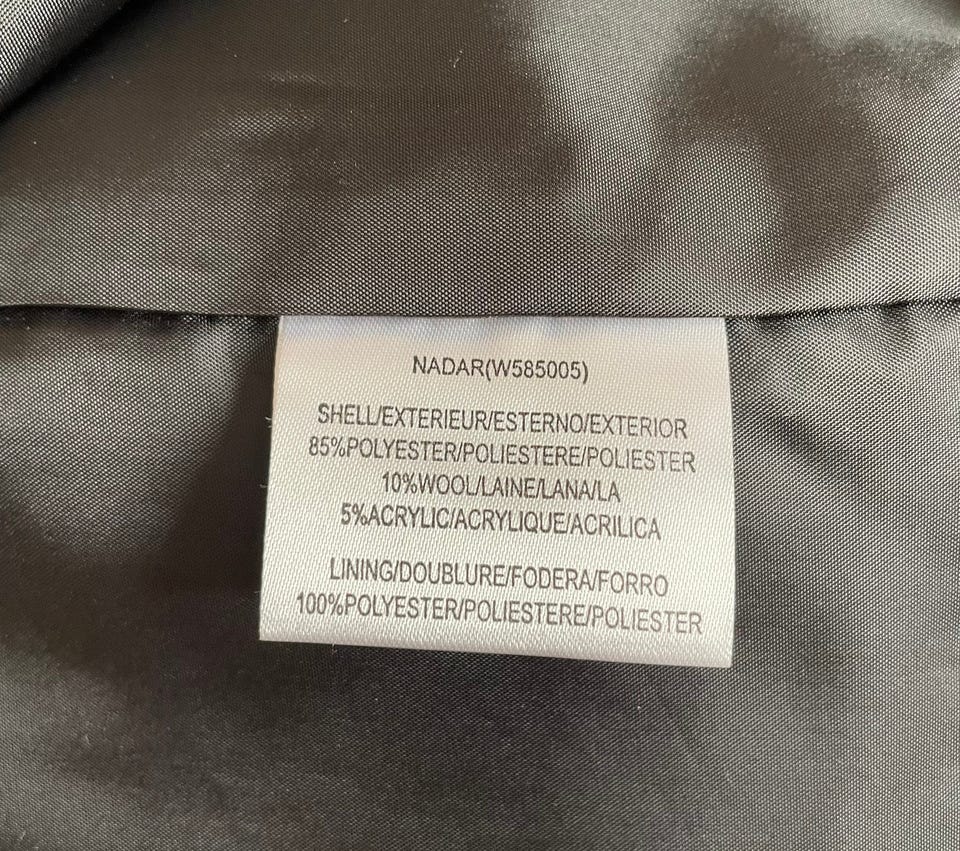 NADAR(W585005)
SHELL/EXTERIEUR/ESTERNO/EXTERIOR
85%POLYESTER/POLIESTERE/POLIESTER
10%WOOL/LAINE/LANA/LA
5%ACRYLIC/ACRYLIQUE/ACRILICA
LINING/DOUBLURE/FODERA/FORRO
100%POLYESTER/POLIESTERE/POLIESTER